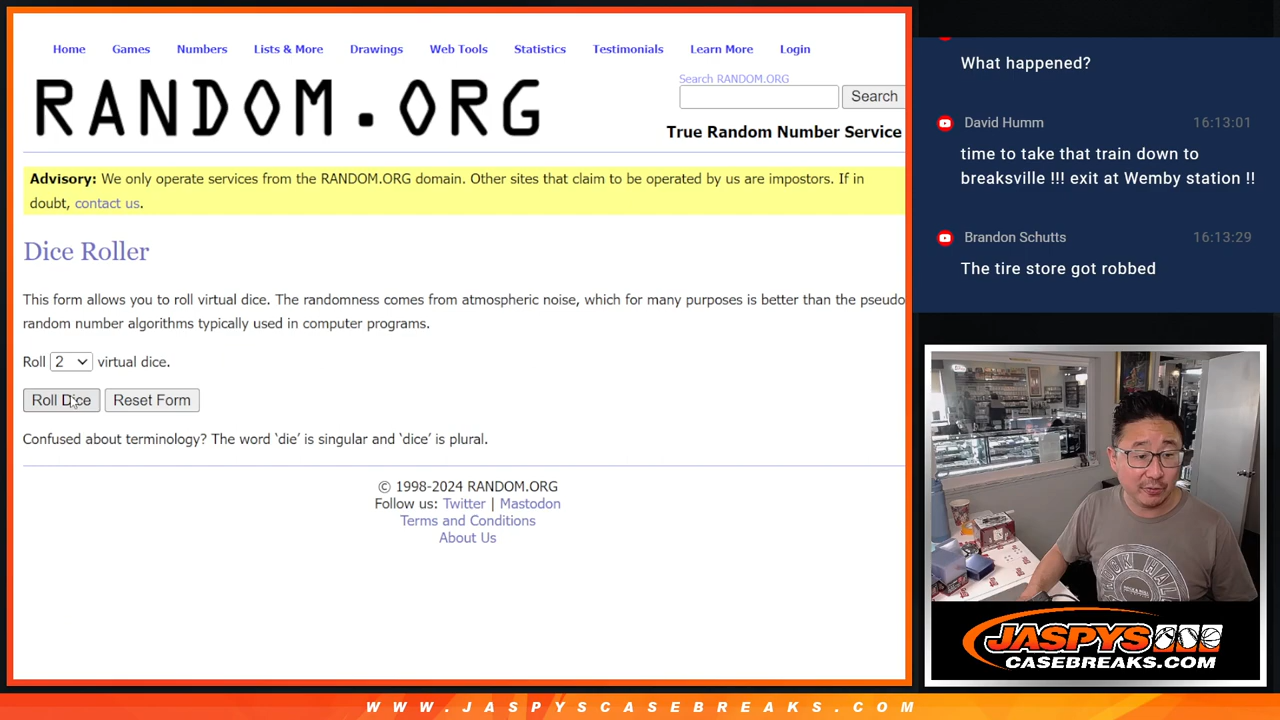 Home Games Numbers Lists & More Drawings Web Tools Statistics Testimonials Learn More Login
RANDOM.ORG
Search RANDOM.ORG
Search
True Random Number Service
Advisory: We only operate services from the RANDOM.ORG domain. Other sites that claim to be operated by us are impostors. If in
doubt, contact us.
Dice Roller
This form allows you to roll virtual dice. The randomness comes from atmospheric noise, which for many purposes is better than the pseudo
random number algorithms typically used in computer programs.
Roll 2 virtual dice.
Roll Dice Reset Form
Confused about terminology? The word ‘die’ is singular and ‘dice’ is plural.
© 1998-2024 RANDOM.ORG
Follow us: Twitter | Mastodon
Terms and Conditions
About Us
What happened?
David Humm 16:13:01
time to take that train down to
breaksville !!! exit at Wemby station !!
Brandon Schutts 16:13:29
The tire store got robbed
JASPYS
CASEBREAKS.COM
WWW.JASPYSCASEBREAKS.COM